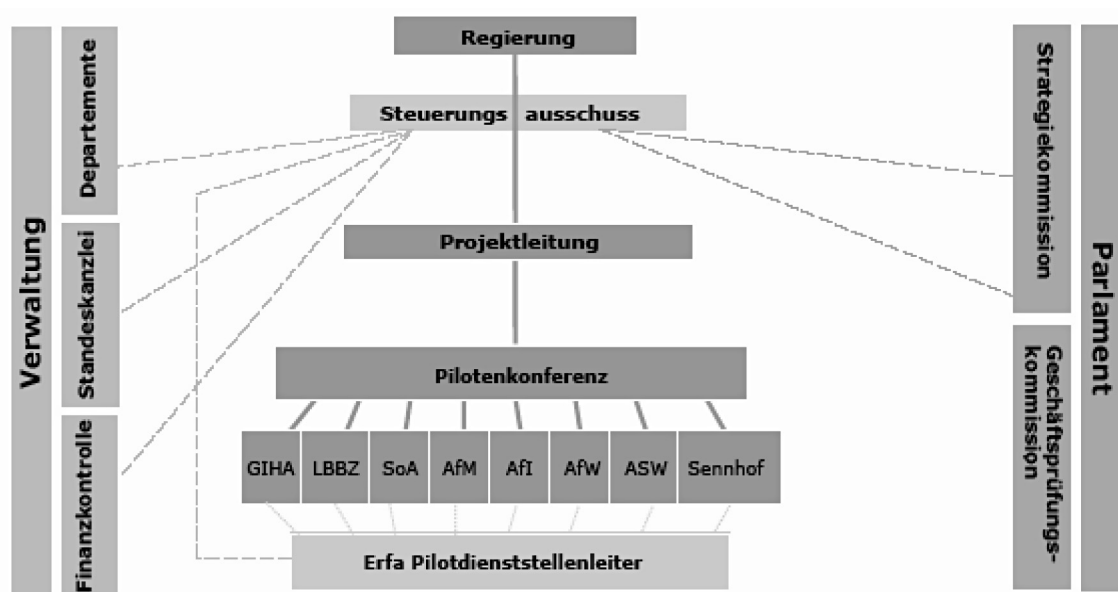 Regierung
Steuerungs ausschuss
Projektleitung
Pilotenkonferenz
GIHA LBBZ SoA AfM AfI AfW ASW Sennhof
Erfa Pilotdienststellenleiter
Verwaltung
Departemente
Standeskanzlei
Finanzkontrolle
Strategiekommission
Geschäftsprüfungs-
kommission
Parlament